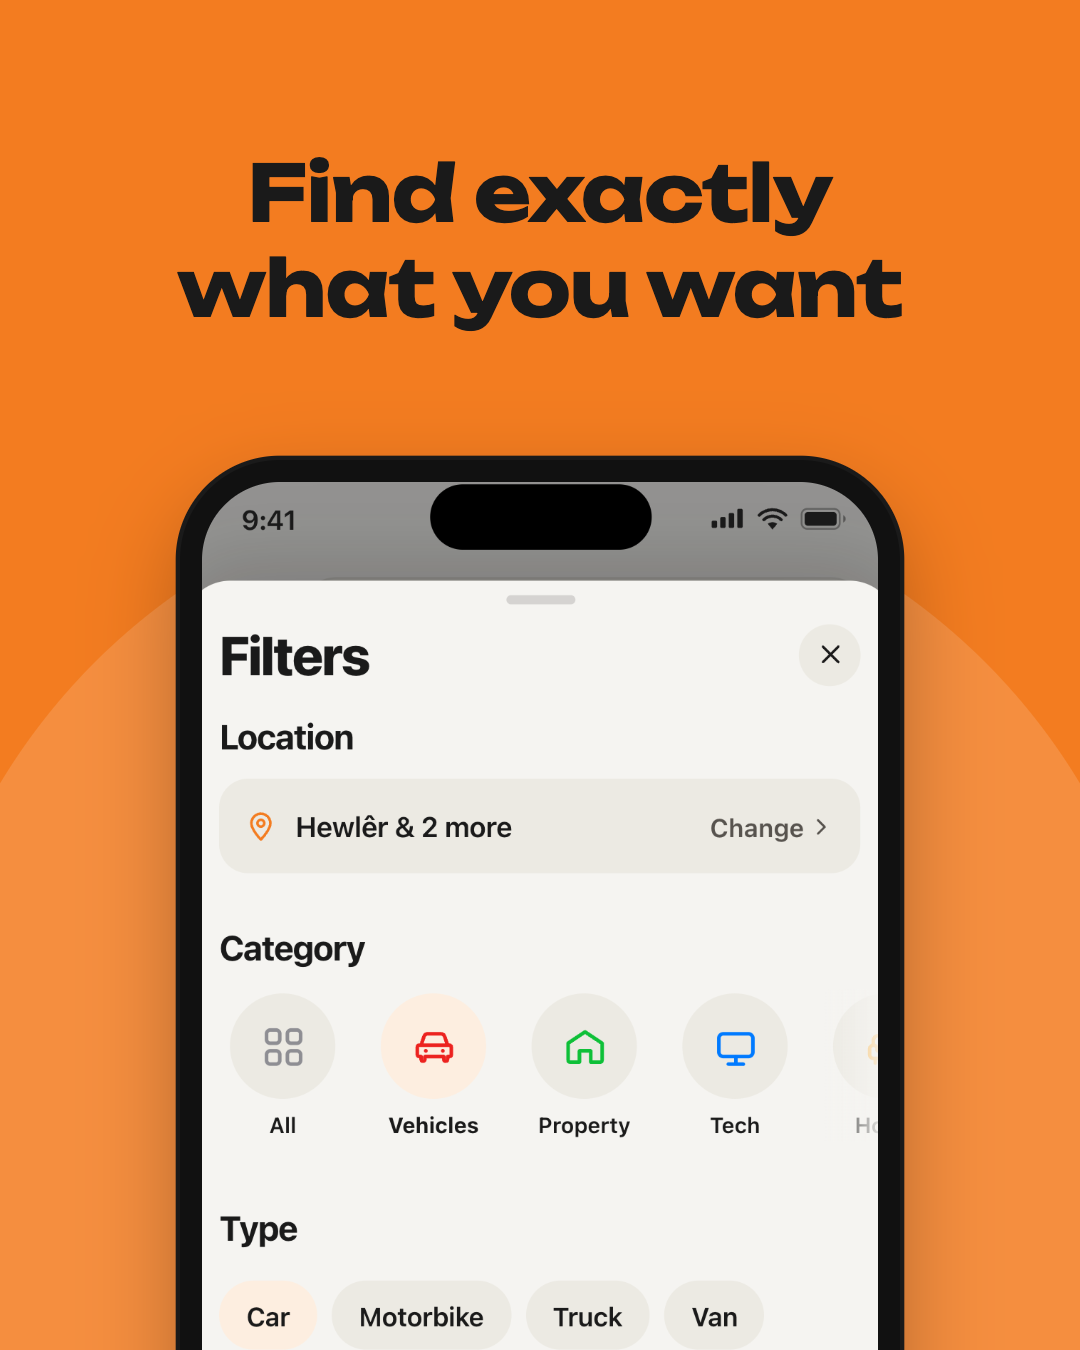 Find exactly
what you want
9:41
Filters
Location
Hewlêr & 2 more Change
Category
All Vehicles Property Tech
Type
Car Motorbike Truck Van